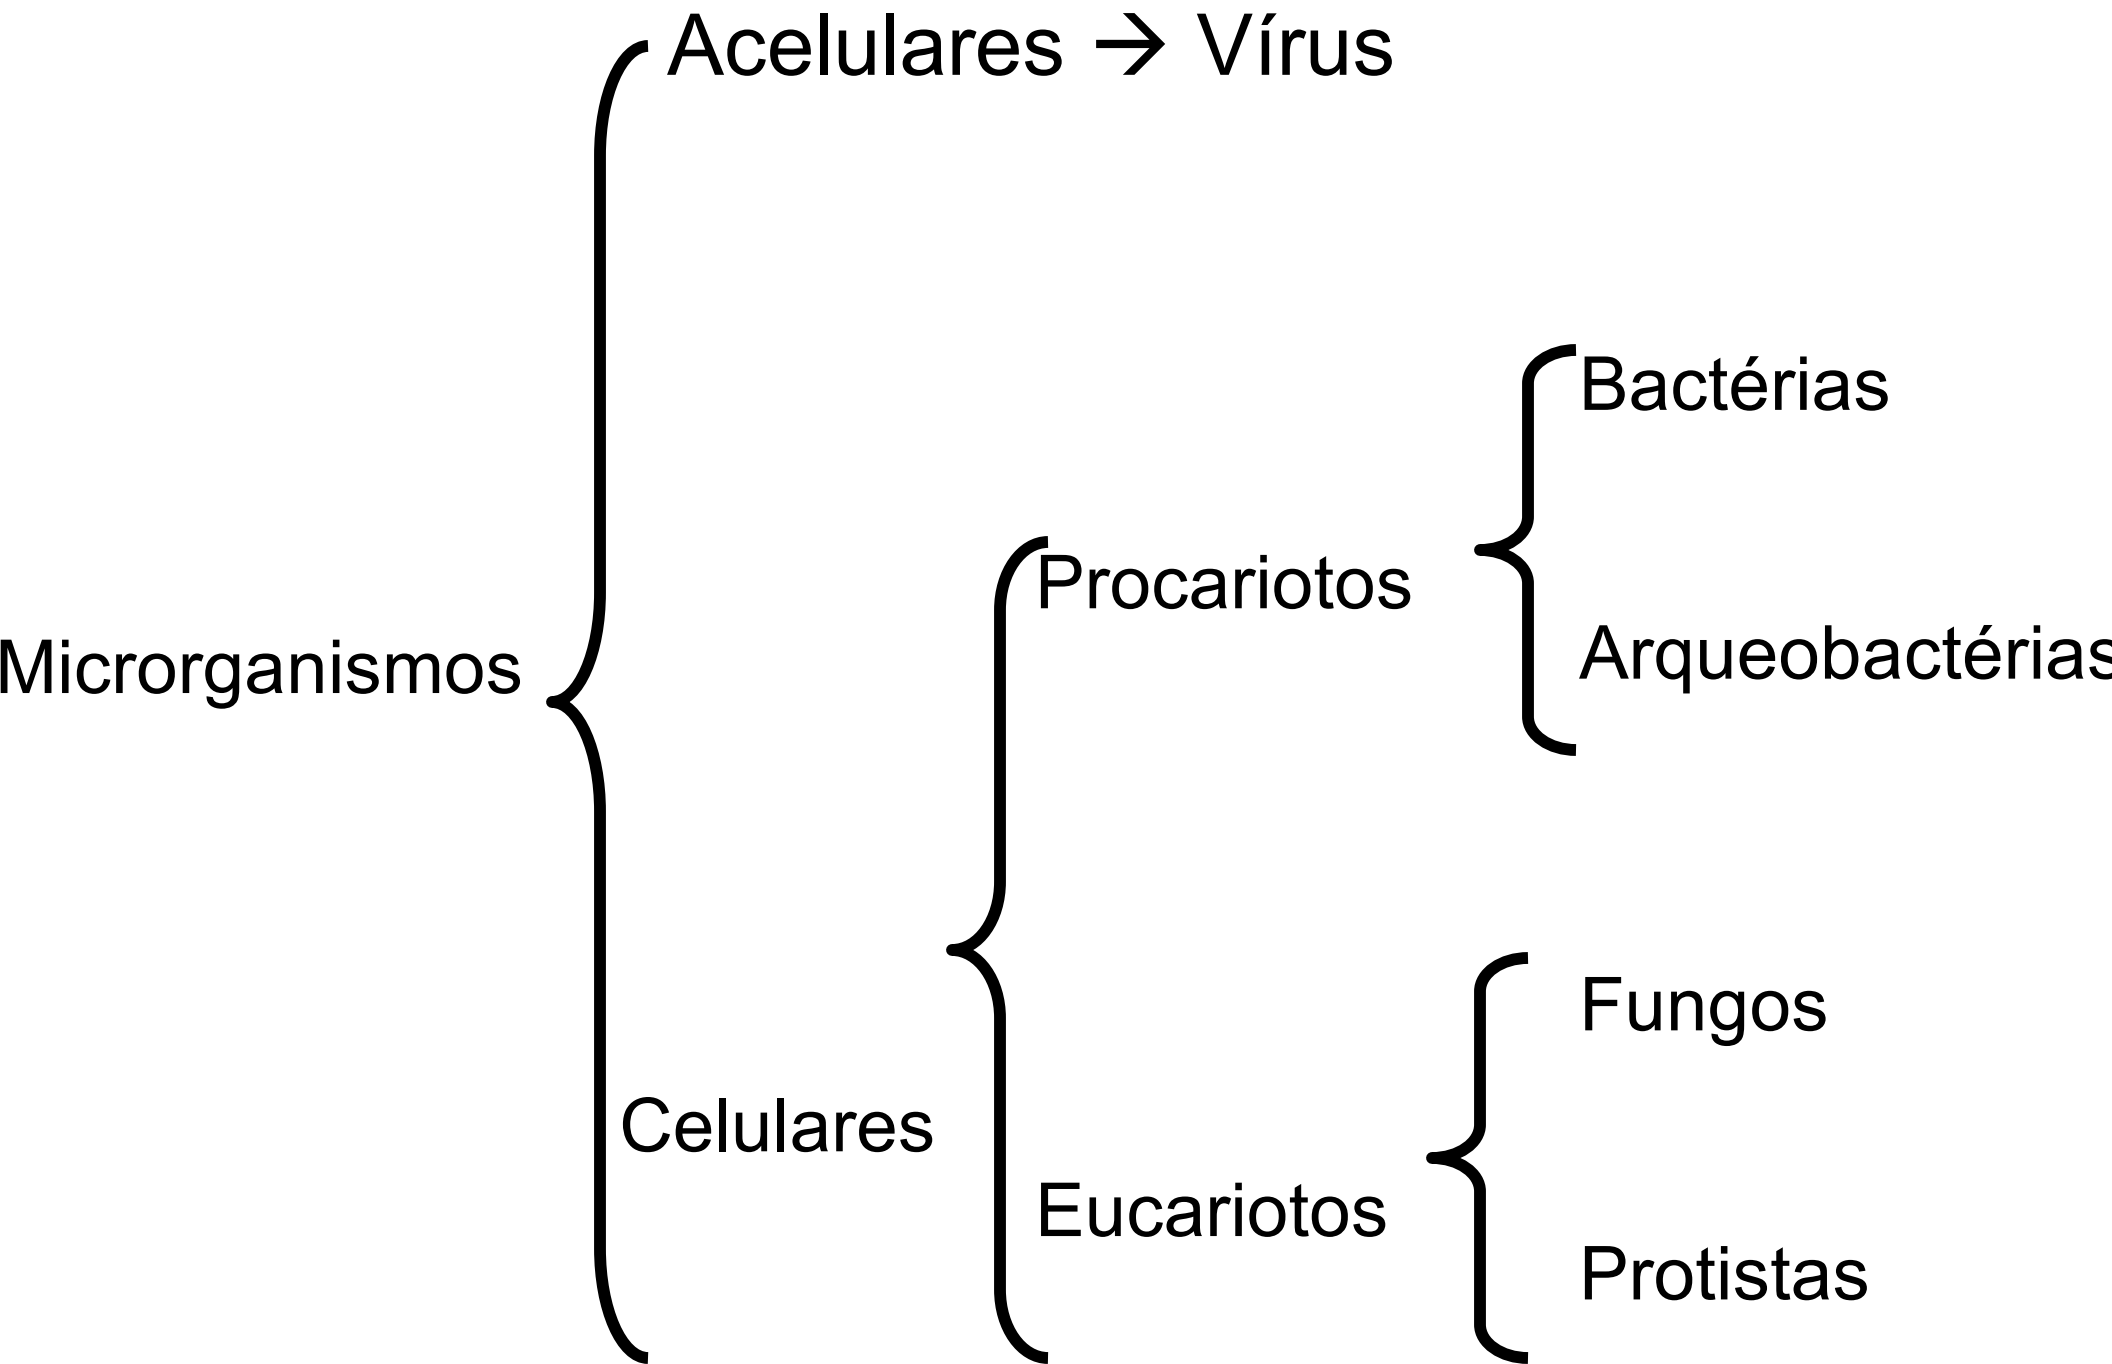 Acelulares → Vírus
Bactérias
Procariotos
Arqueobactérias
Microrganismos
Fungos
Celulares
Eucariotos
Protistas